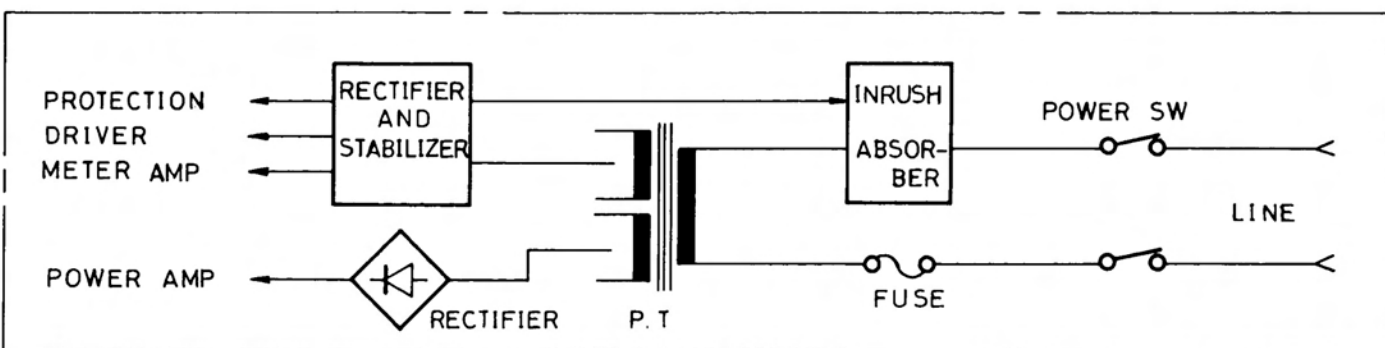 PROTECTION
DRIVER
METER AMP
POWER AMP
RECTIFIER
AND
STABILIZER
RECTIFIER
P.T
INRUSH
ABSOR-
BER
FUSE
POWER SW
LINE